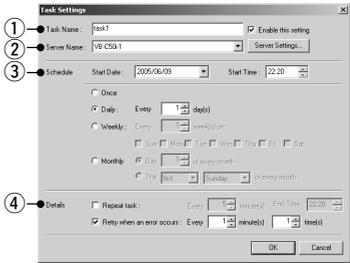 Task Settings
① Task Name : task1 Enable this setting
② Server Name : VB-C50i-1 Server Settings...
③ Schedule Start Date : 2005/06/09 Start Time : 22:20
Once
Daily : Every 1 day(s)
Weekly : Every 1 week(s) on :
Sun Mon Tue Wed Thu Fri Sat
Monthly Day 1 of every month
The first Sunday of every month
④ Details Repeat task : Every 5 minute(s) End Time 22:20
Retry when an error occurs : Every 1 minute(s) 1 time(s)
OK Cancel